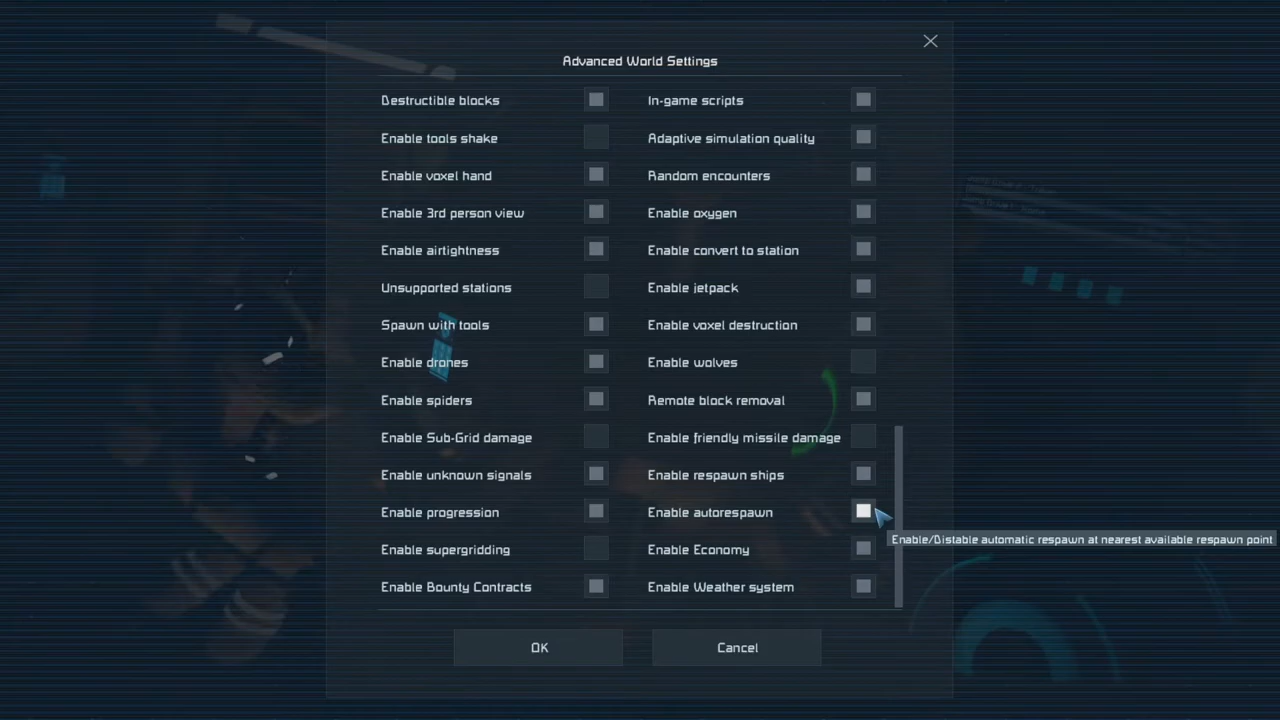 Advanced World Settings
Destructible blocks In-game scripts
Enable tools shake Adaptive simulation quality
Enable voxel hand Random encounters
Enable 3rd person view Enable oxygen
Enable airtightness Enable convert to station
Unsupported stations Enable jetpack
Spawn with tools Enable voxel destruction
Enable drones Enable wolves
Enable spiders Remote block removal
Enable Sub-Grid damage Enable friendly missile damage
Enable unknown signals Enable respawn ships
Enable progression Enable autorespawn
Enable/Distable automatic respawn at nearest available respawn point
Enable supergridding Enable Economy
Enable Bounty Contracts Enable Weather system
OK Cancel